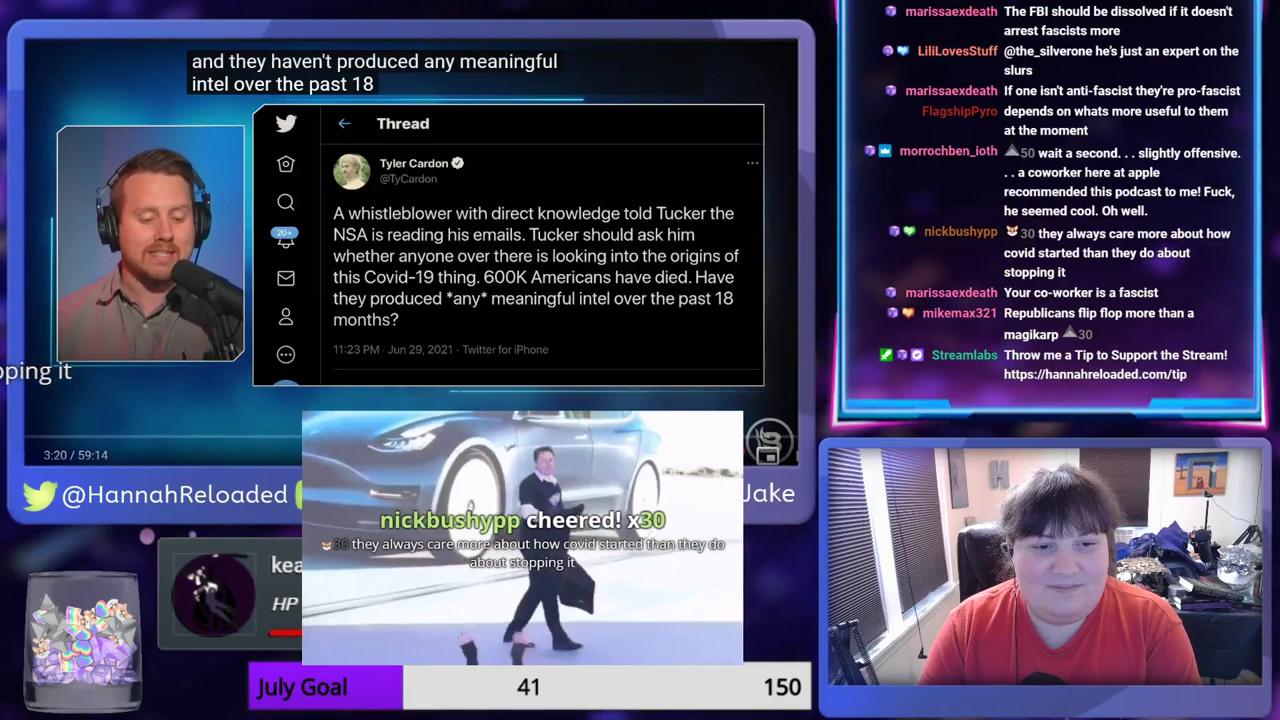 and they haven't produced any meaningful
intel over the past 18
Thread
Tyler Cardon
@TyCardon
20+
A whistleblower with direct knowledge told Tucker the
NSA is reading his emails. Tucker should ask him
whether anyone over there is looking into the origins of
this Covid-19 thing. 600K Americans have died. Have
they produced *any* meaningful intel over the past 18
months?
11:23 PM · Jun 29, 2021 · Twitter for iPhone
pping it
3:20 / 59:14
@HannahReloaded
Jake
nickbushypp cheered! x30
30 they always care more about how covid started than they do
about stopping it
kea
HP
July Goal
41
150
marissaexdeath The FBI should be dissolved if it doesn't
arrest fascists more
LiliLovesStuff @the_silverone he's just an expert on the
slurs
marissaexdeath If one isn't anti-fascist they're pro-fascist
FlagshipPyro depends on whats more useful to them
at the moment
morrochben_ioth 50 wait a second. . . slightly offensive.
. . a coworker here at apple
recommended this podcast to me! Fuck,
he seemed cool. Oh well.
nickbushypp 30 they always care more about how
covid started than they do about
stopping it
marissaexdeath Your co-worker is a fascist
mikemax321 Republicans flip flop more than a
magikarp 30
Streamlabs Throw me a Tip to Support the Stream!
https://hannahreloaded.com/tip